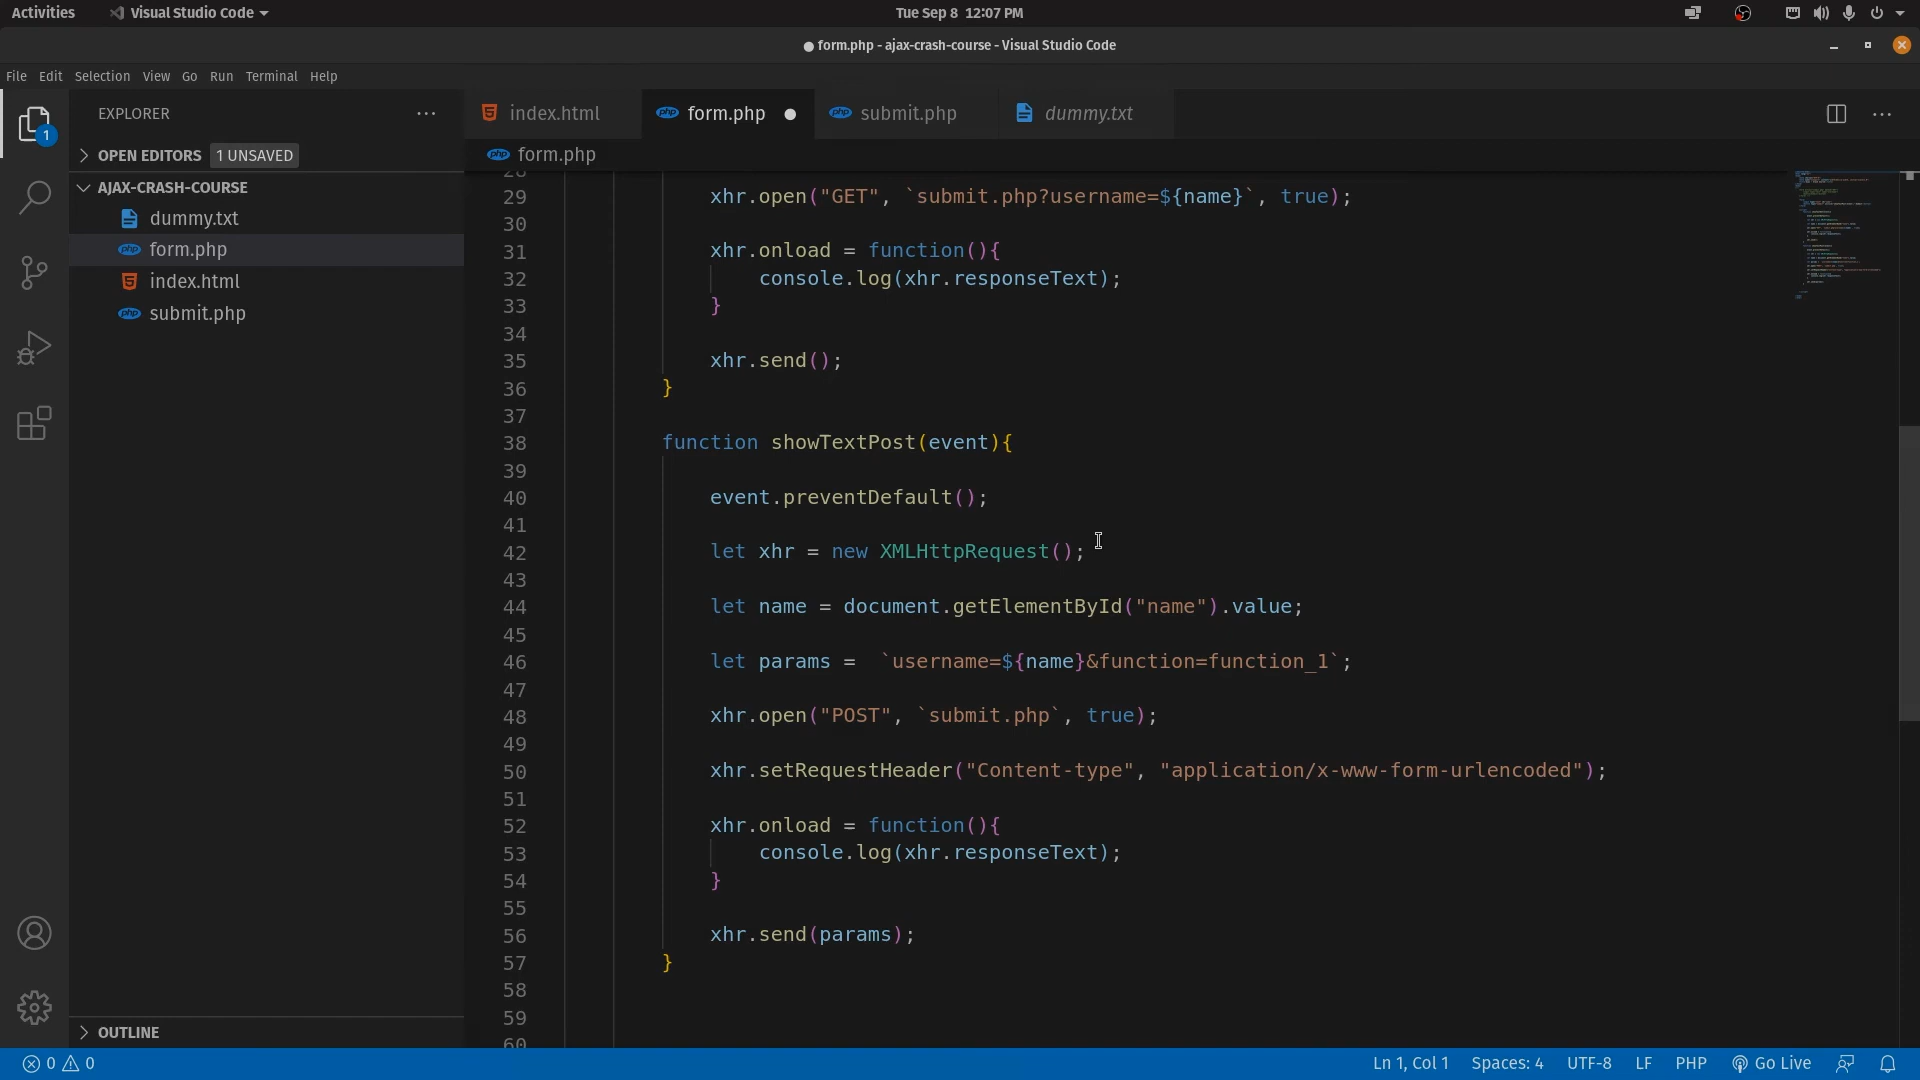 Activities
Visual Studio Code
Tue Sep 8 12:07 PM
● form.php - ajax-crash-course - Visual Studio Code
File Edit Selection View Go Run Terminal Help
1
EXPLORER
index.html
form.php
submit.php
dummy.txt
OPEN EDITORS 1 UNSAVED
form.php
AJAX-CRASH-COURSE
dummy.txt
form.php
index.html
submit.php
28
29 xhr.open("GET", `submit.php?username=${name}`, true);
30
31 xhr.onload = function(){
32 console.log(xhr.responseText);
33 }
34
35 xhr.send();
36 }
37
38 function showTextPost(event){
39
40 event.preventDefault();
41
42 let xhr = new XMLHttpRequest();
43
44 let name = document.getElementById("name").value;
45
46 let params =  `username=${name}&function=function_1`;
47
48 xhr.open("POST", `submit.php`, true);
49
50 xhr.setRequestHeader("Content-type", "application/x-www-form-urlencoded");
51
52 xhr.onload = function(){
53 console.log(xhr.responseText);
54 }
55
56 xhr.send(params);
57 }
58
59
60
OUTLINE
0 0
Ln 1, Col 1 Spaces: 4 UTF-8 LF PHP Go Live